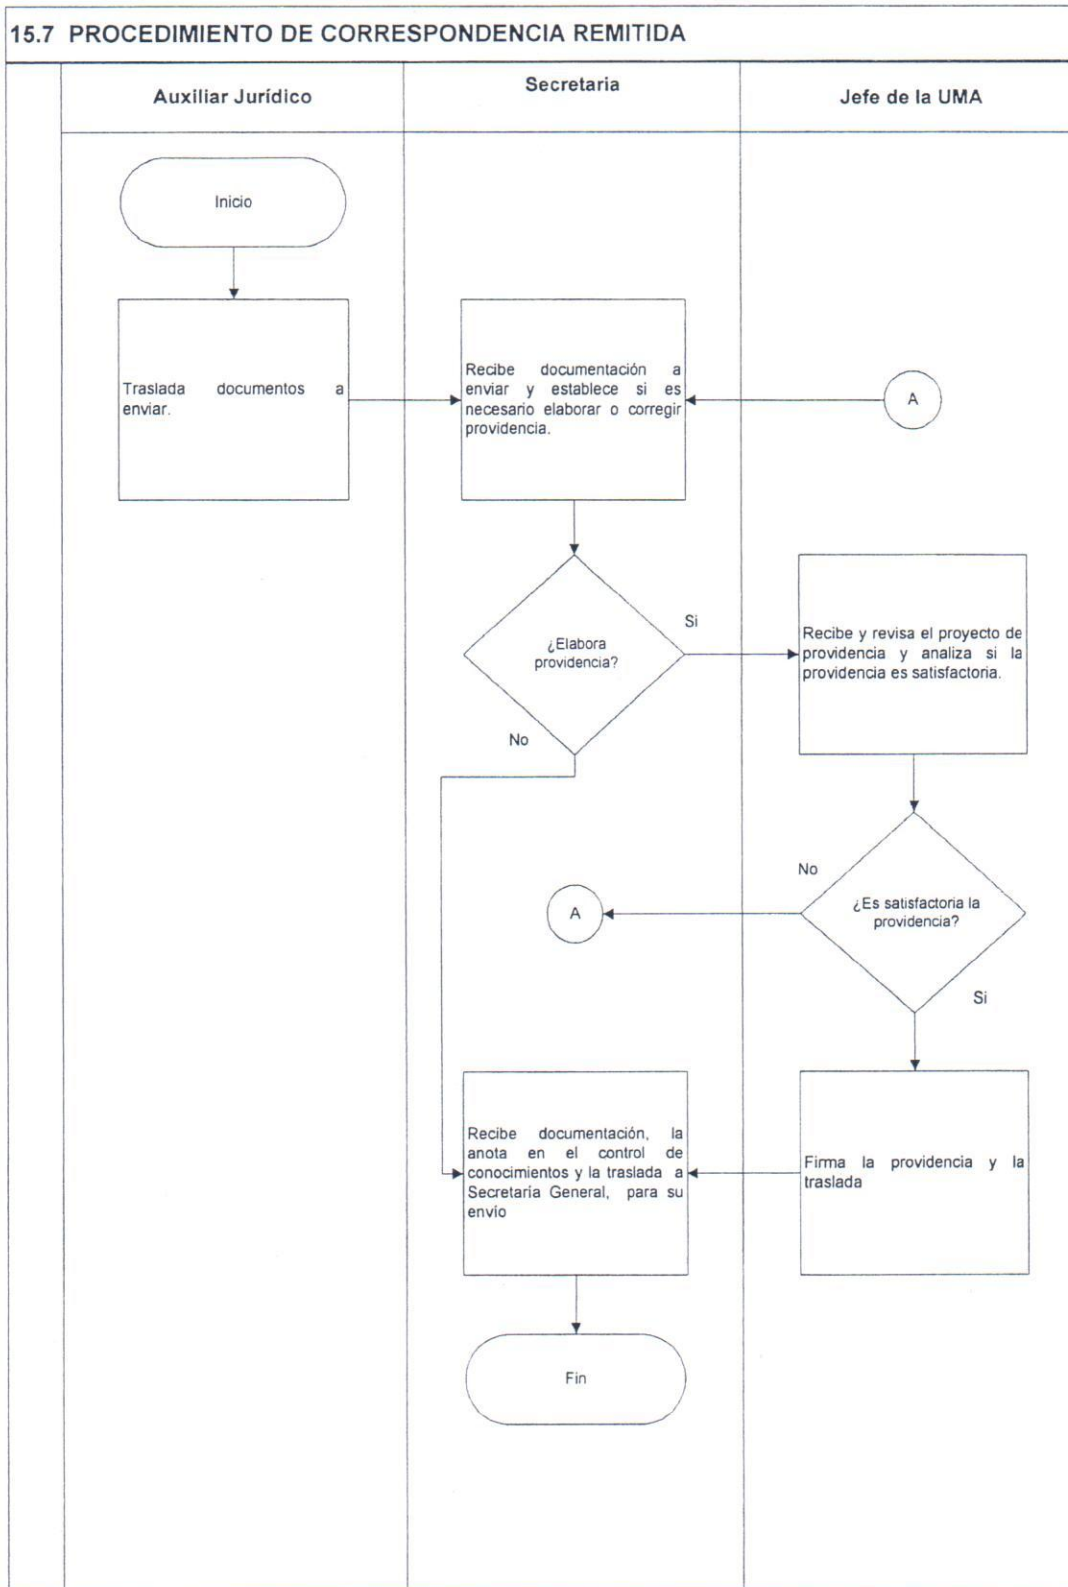 15.7 PROCEDIMIENTO DE CORRESPONDENCIA REMITIDA
Auxiliar Jurídico
Secretaria
Jefe de la UMA
Inicio
Traslada documentos a
enviar.
Recibe documentación a
enviar y establece si es
necesario elaborar o corregir
providencia.
A
¿Elabora
providencia?
Si
No
Recibe y revisa el proyecto de
providencia y analiza si la
providencia es satisfactoria.
No
¿Es satisfactoria la
providencia?
A
Si
Recibe documentación, la
anota en el control de
conocimientos y la traslada a
Secretaría General, para su
envío
Firma la providencia y la
traslada
Fin